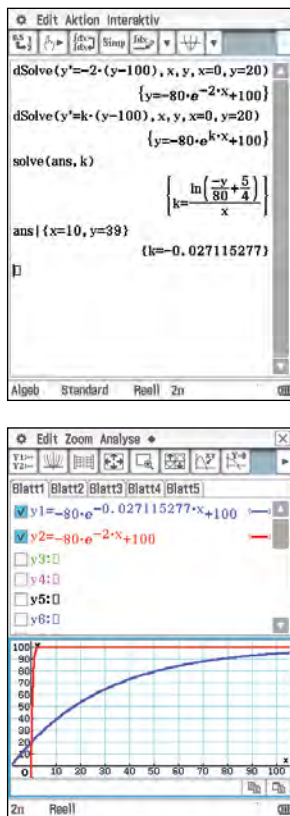 Edit Aktion Interaktiv
Simp
dSolve(y'=-2·(y-100),x,y,x=0,y=20)
{y=-80·e^-2·x+100}
dSolve(y'=k·(y-100),x,y,x=0,y=20)
{y=-80·e^k·x+100}
solve(ans,k)
{k=ln(-y/80+5/4)/x}
ans|{x=10,y=39}
{k=-0.027115277}
Algeb Standard Reell 2π
Edit Zoom Analyse
Blatt1 Blatt2 Blatt3 Blatt4 Blatt5
y1=-80·e^-0.027115277·x+100
y2=-80·e^-2·x+100
y3:
y4:
y5:
y6:
100
90
80
70
60
50
40
30
20
0 10 20 30 40 50 60 70 80 90 100
x
2π Reell